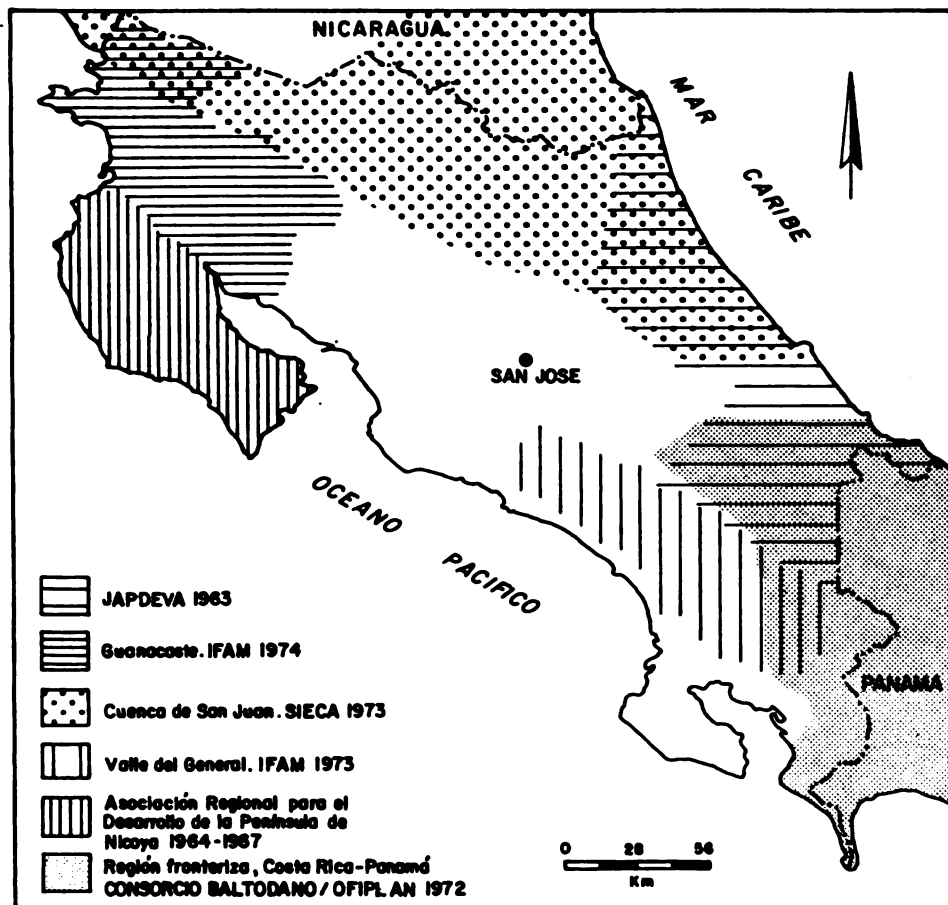 NICARAGUA.
MAR
CARIBE
SAN JOSE
OCEANO
PACIFICO
PANAMA
JAPDEVA 1963
Guanacaste. IFAM 1974
Cuenca de San Juan. SIECA 1973
Valle del General. IFAM 1973
Asociación Regional para el
Desarrollo de la Península de
Nicoya 1964-1967
Región fronteriza, Costa Rica-Panamá
CONSORCIO BALTODANO / OFIPLAN 1972
0 28 56
Km